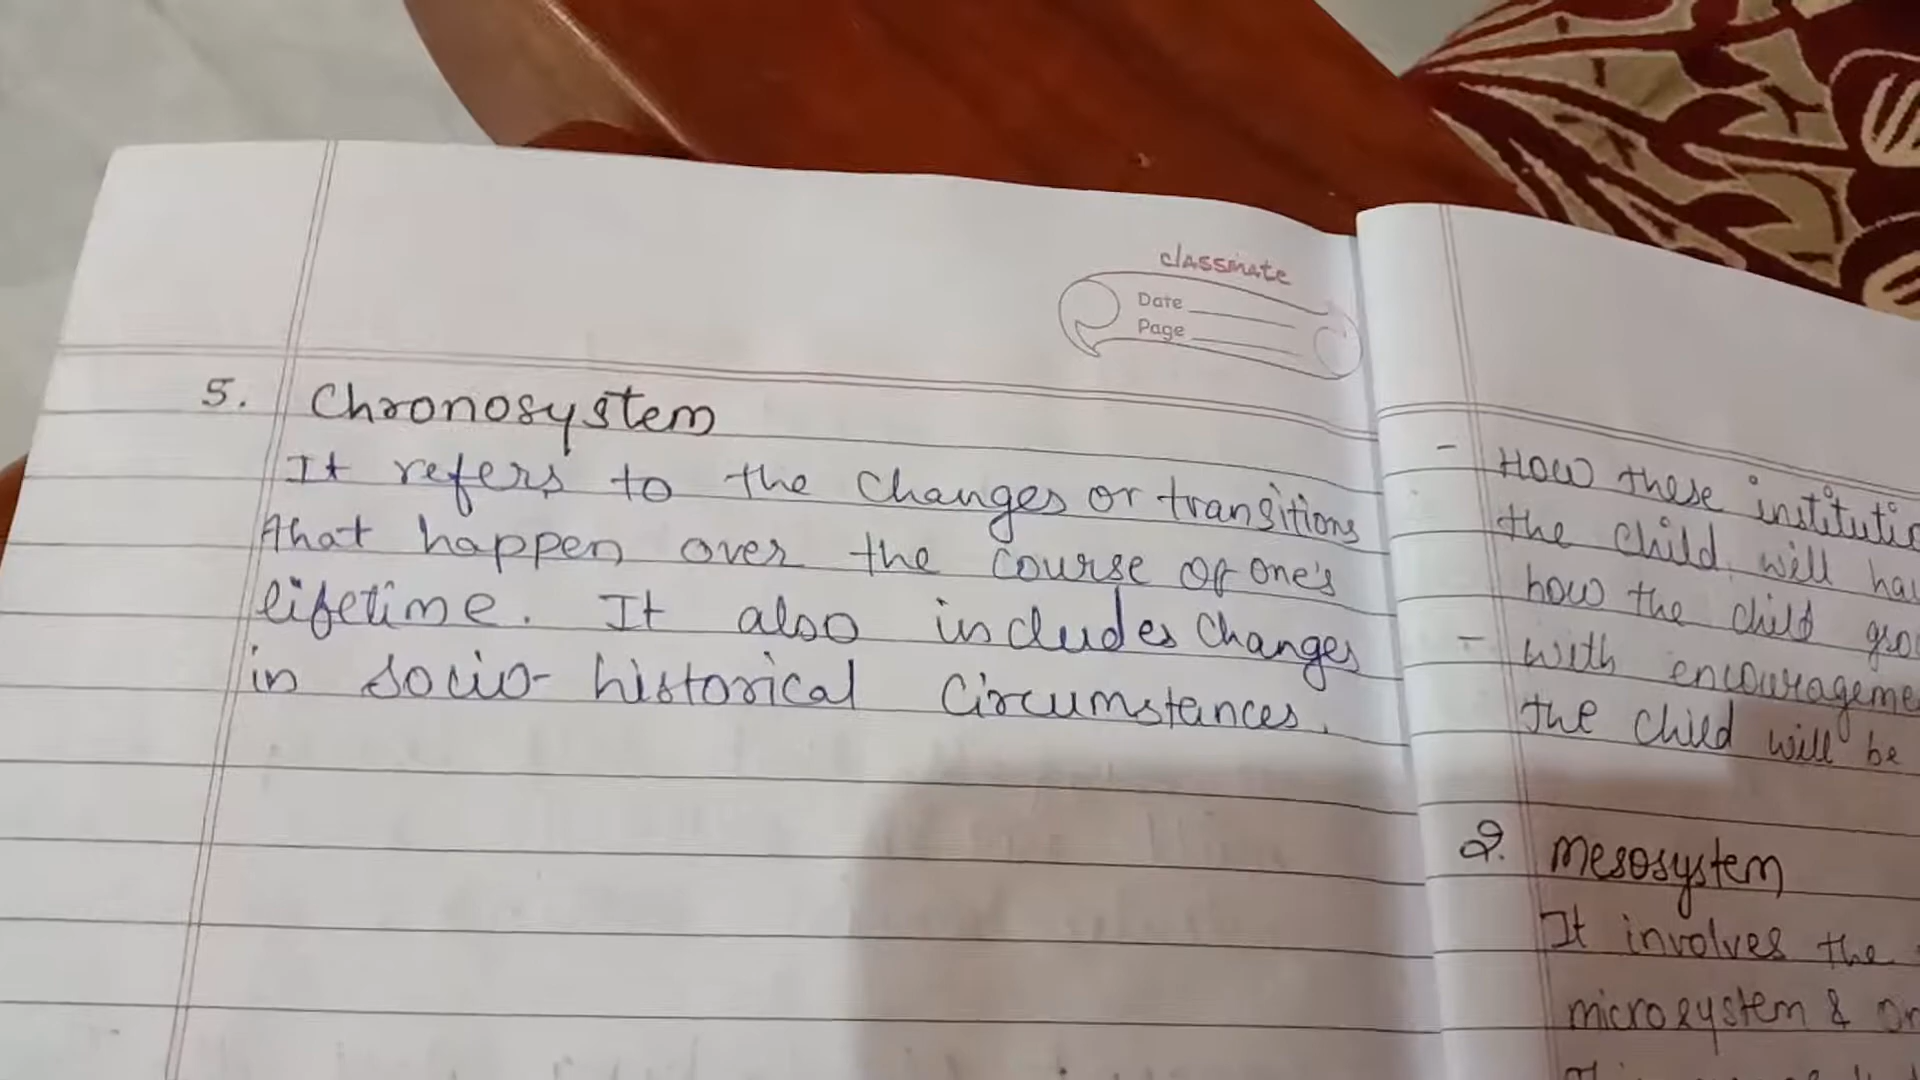 classmate
Date
Page
5. Chronosystem
It refers to the changes or transitions
that happen over the course of one's
lifetime. It also includes changes
in socio-historical circumstances.
- How these
the child will
how the child
- with
the child will be
2. Mesosystem
It involves the
microsystem &